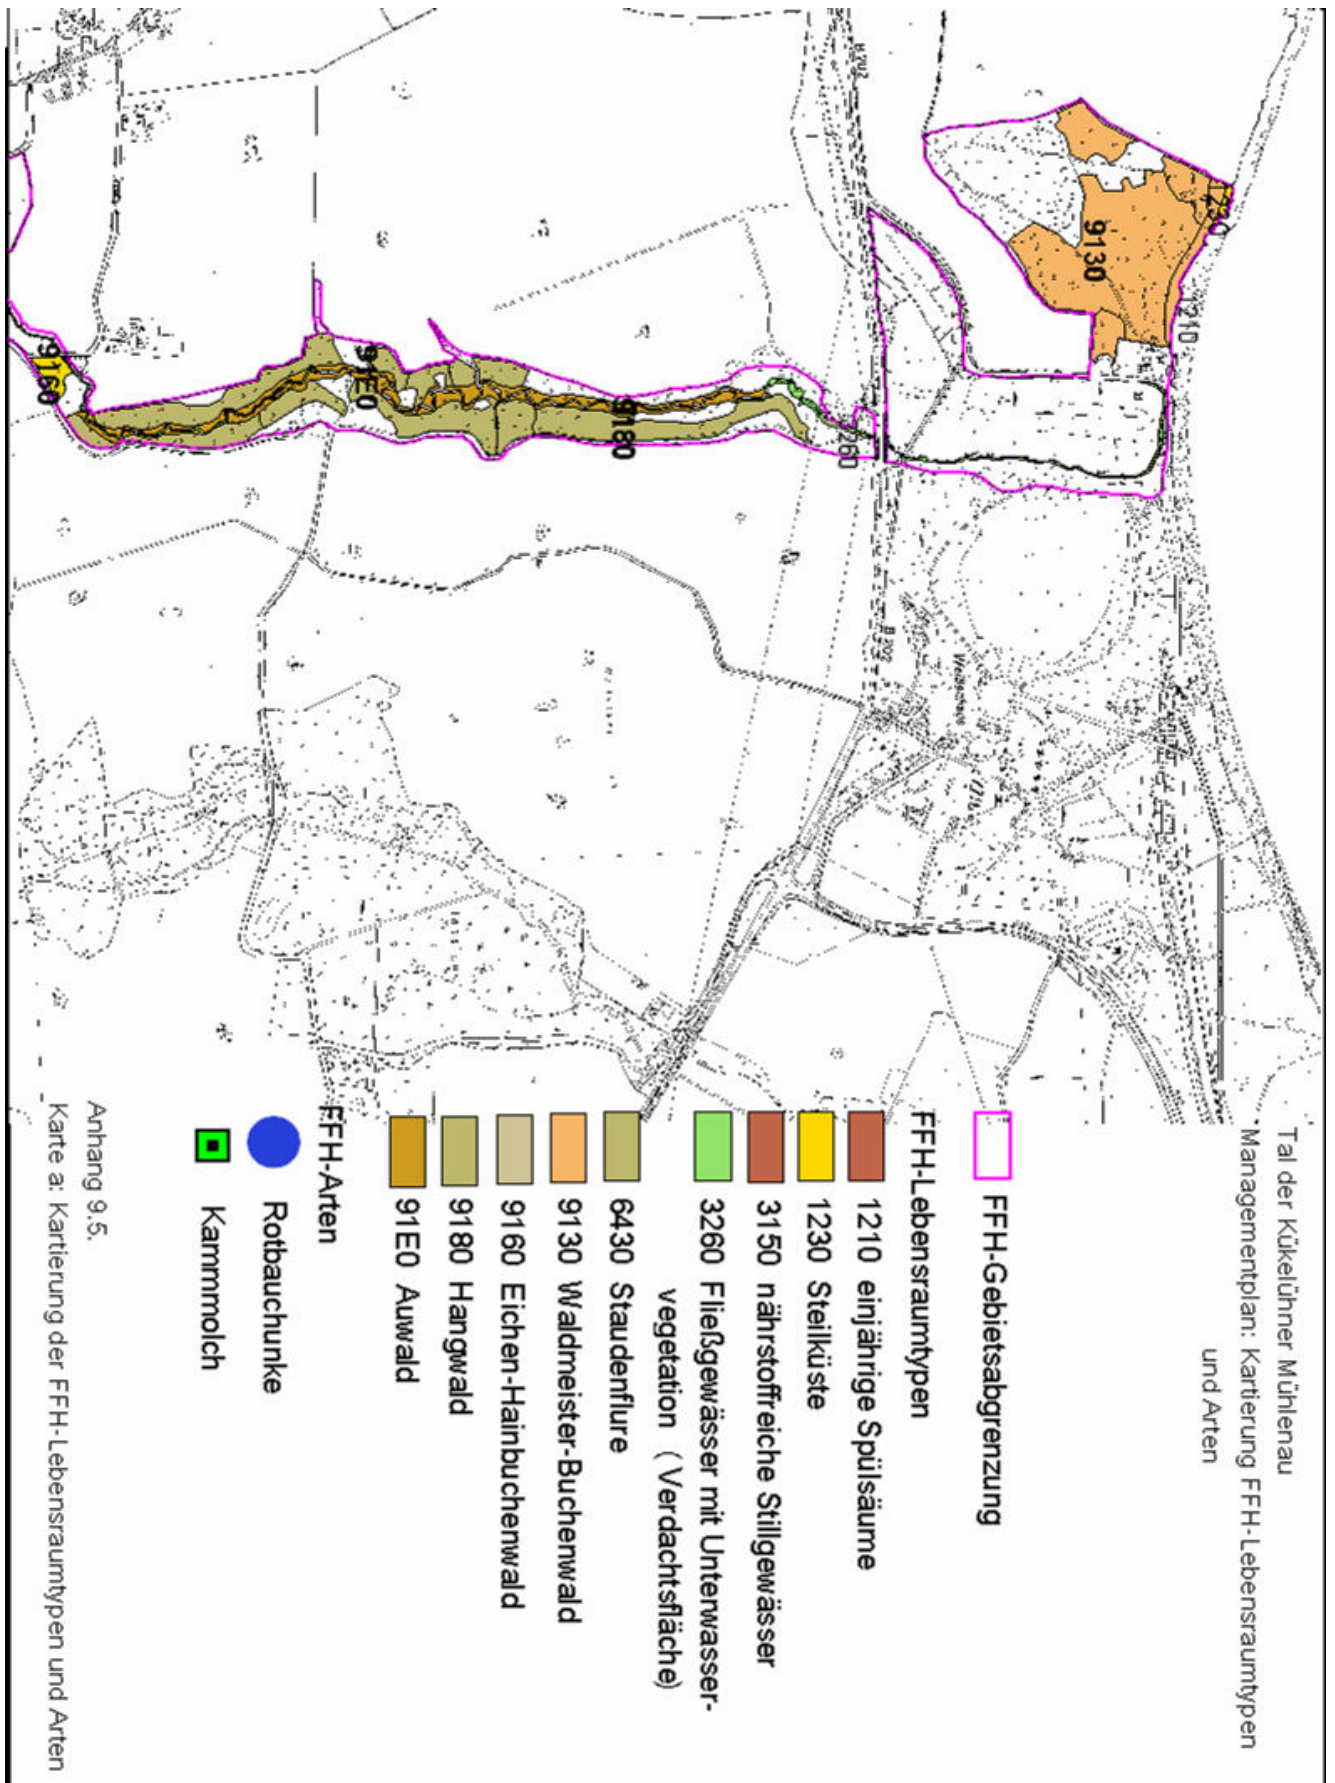 Tal der Kükelühner Mühlenau
Managementplan: Kartierung FFH-Lebensraumtypen
und Arten
FFH-Gebietsabgrenzung
FFH-Lebensraumtypen
1210 einjährige Spülsäume
1230 Steilküste
3150 nährstoffreiche Stillgewässer
3260 Fließgewässer mit Unterwasser-
vegetation ( Verdachtsfläche)
6430 Staudenflure
9130 Waldmeister-Buchenwald
9160 Eichen-Hainbuchenwald
9180 Hangwald
91E0 Auwald
FFH-Arten
Rotbauchunke
Kammmolch
Anhang 9.5.
Karte a: Kartierung der FFH-Lebensraumtypen und Arten
9130
B 202
9180
91E0
9160